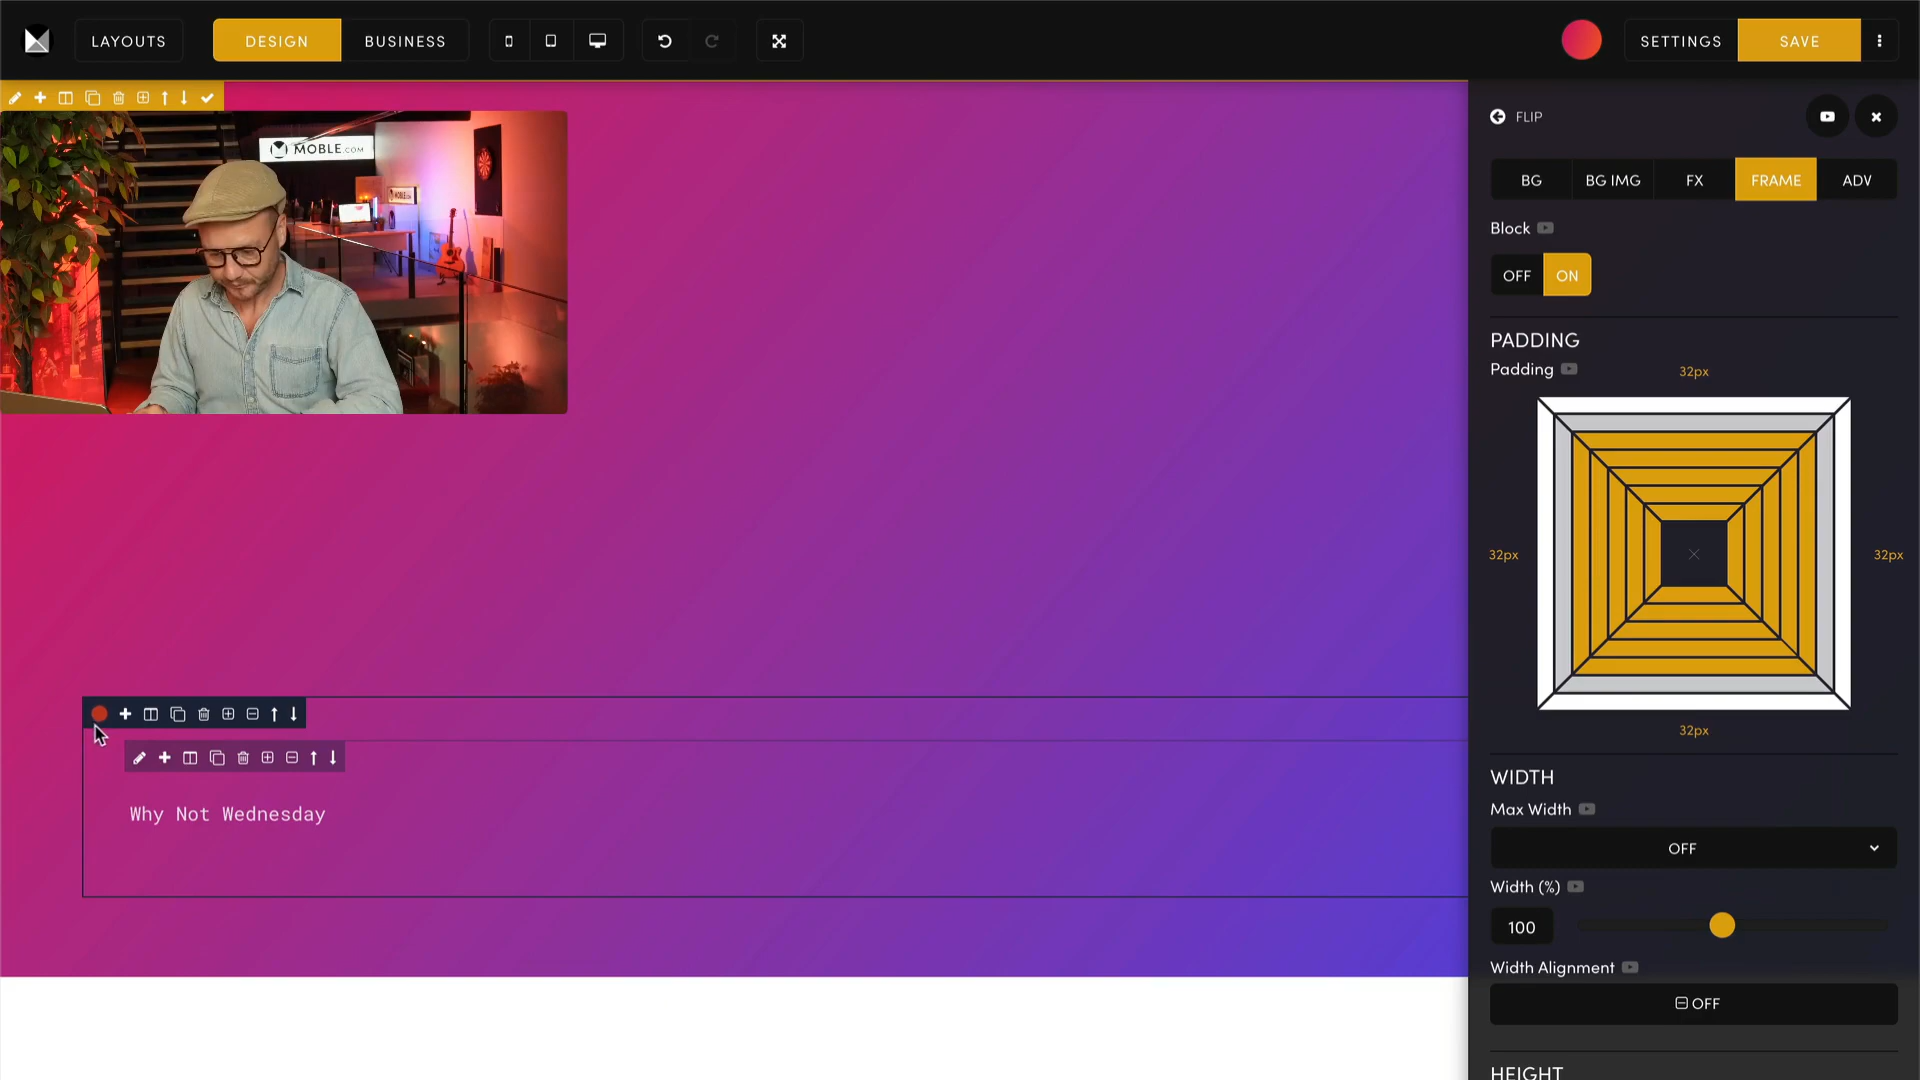 LAYOUTS
DESIGN
BUSINESS
SETTINGS
SAVE
MOBLE.COM
FLIP
BG
BG IMG
FX
FRAME
ADV
Block
OFF
ON
PADDING
Padding
32px
32px
32px
32px
WIDTH
Max Width
OFF
Width (%)
100
Width Alignment
OFF
HEIGHT
Why Not Wednesday